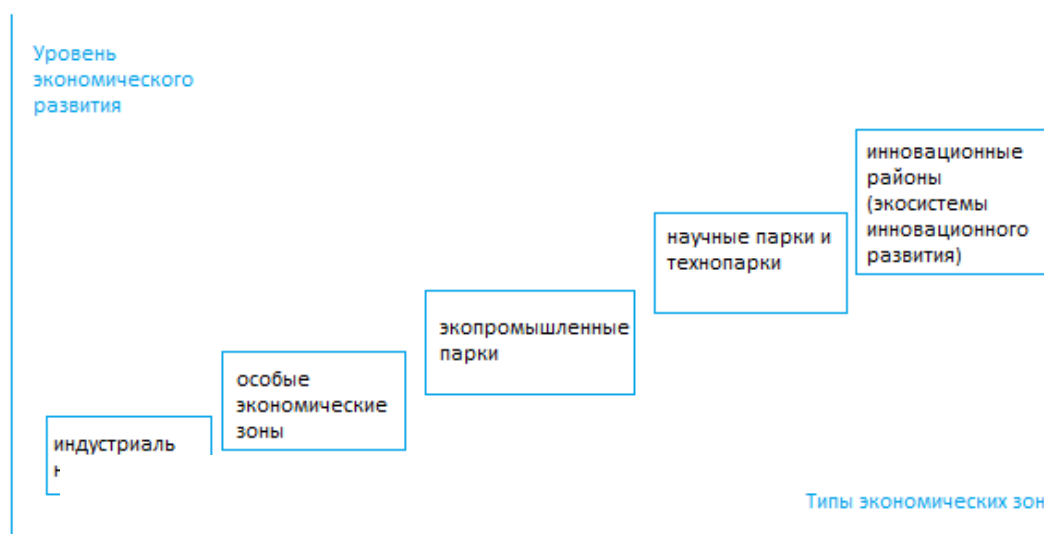 Уровень
экономического
развития
инновационные
районы
(экосистемы
инновационного
развития)
научные парки и
технопарки
экопромышленные
парки
особые
экономические
зоны
индустриаль
Типы экономических зон